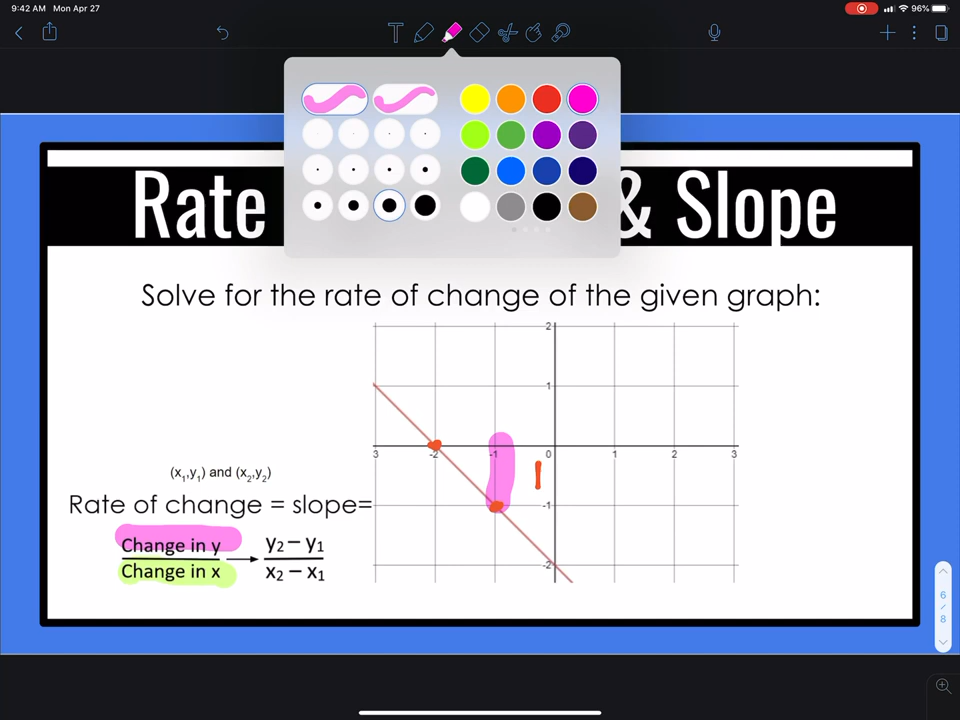 9:42 AM Mon Apr 27
96%
T
Rate & Slope
Solve for the rate of change of the given graph:
2
1
3 -2 -1 0 1 2 3
-1
-2
1
(x₁,y₁) and (x₂,y₂)
Rate of change = slope=
Change in y
Change in x
y₂ – y₁
x₂ – x₁
6
/
8